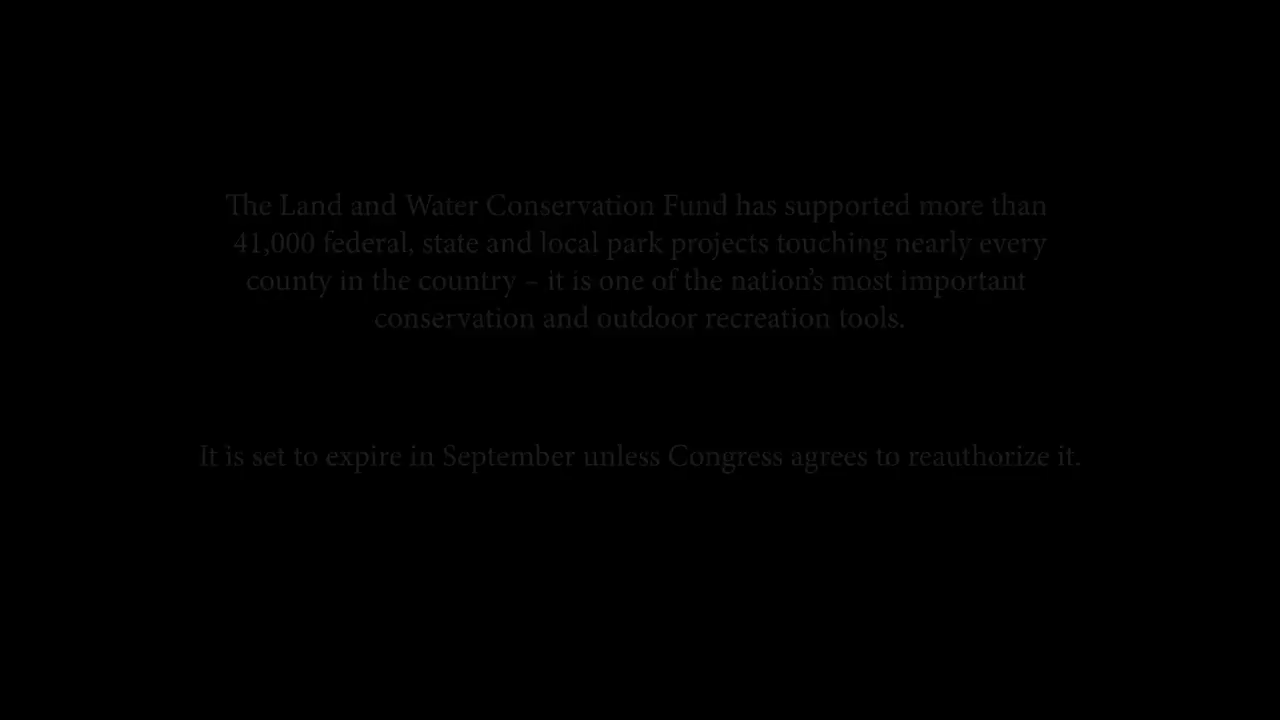 The Land and Water Conservation Fund has supported more than
41,000 federal, state and local park projects touching nearly every
county in the country – it is one of the nation’s most important
conservation and outdoor recreation tools.
It is set to expire in September unless Congress agrees to reauthorize it.